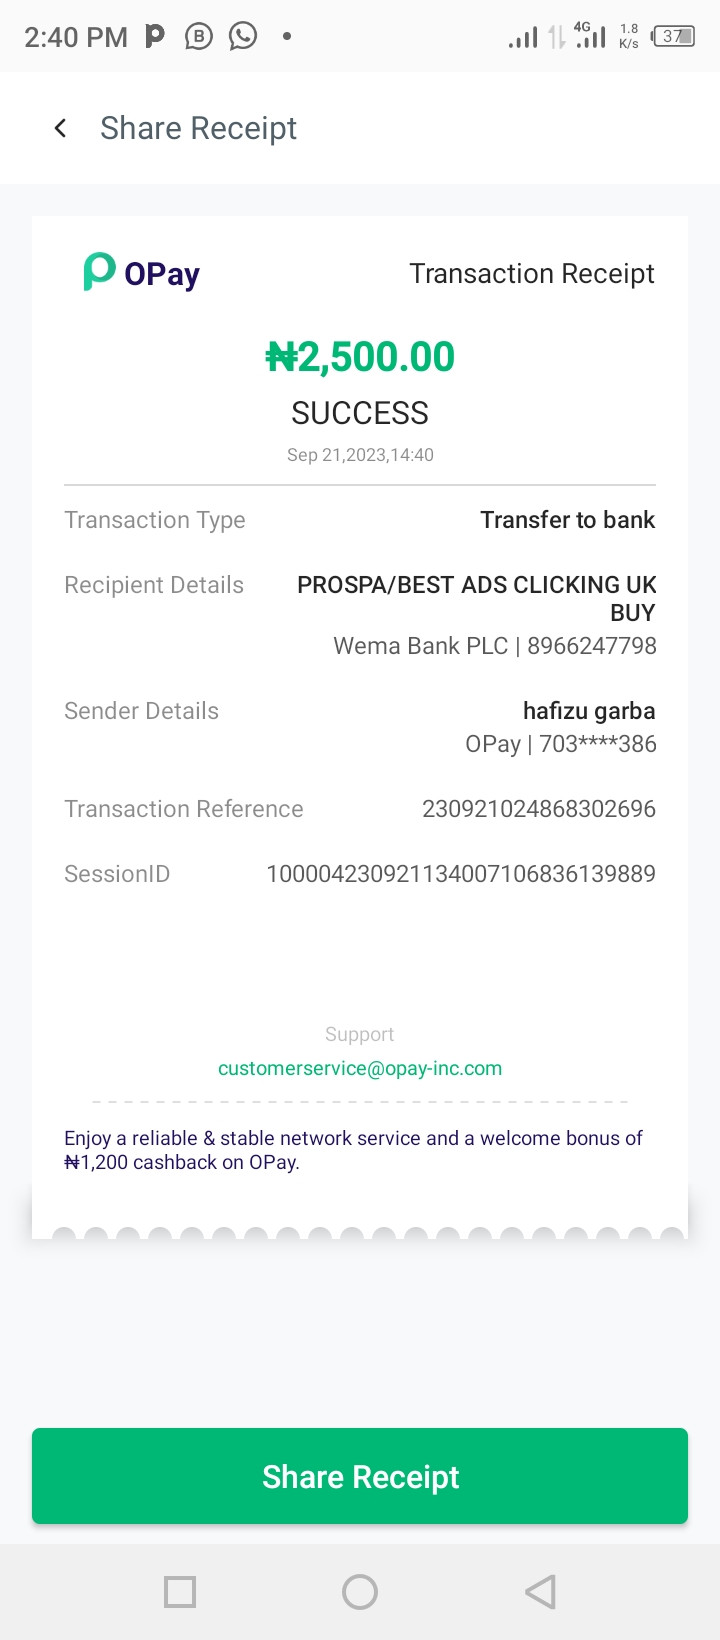 2:40 PM
4G
1.8
K/s
37
Share Receipt
OPay
Transaction Receipt
₦2,500.00
SUCCESS
Sep 21,2023,14:40
Transaction Type
Transfer to bank
Recipient Details
PROSPA/BEST ADS CLICKING UK
BUY
Wema Bank PLC | 8966247798
Sender Details
hafizu garba
OPay | 703****386
Transaction Reference
230921024868302696
SessionID
100004230921134007106836139889
Support
customerservice@opay-inc.com
Enjoy a reliable & stable network service and a welcome bonus of
₦1,200 cashback on OPay.
Share Receipt